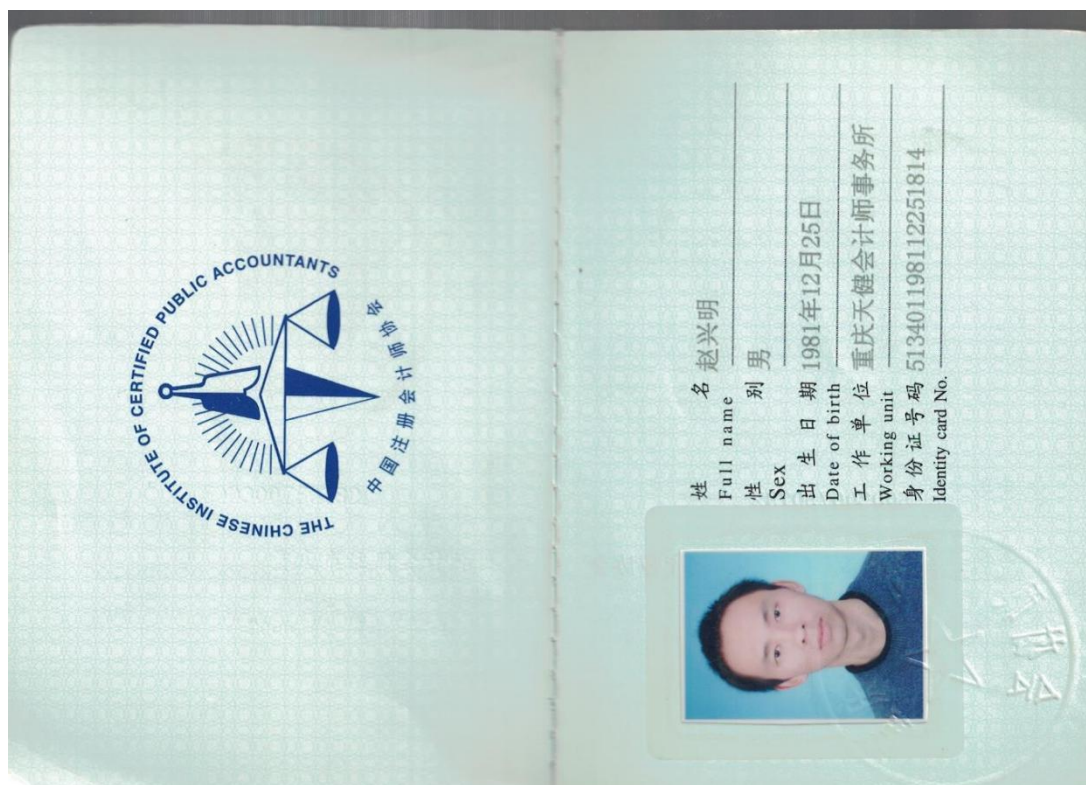 THE CHINESE INSTITUTE OF CERTIFIED PUBLIC ACCOUNTANTS
中国注册会计师协会
姓 名 赵兴明
Full name
性 别 男
Sex
出 生 日 期 1981年12月25日
Date of birth
工 作 单 位 重庆天健会计师事务所
Working unit
身 份 证 号 码 513401198112251814
Identity card No.